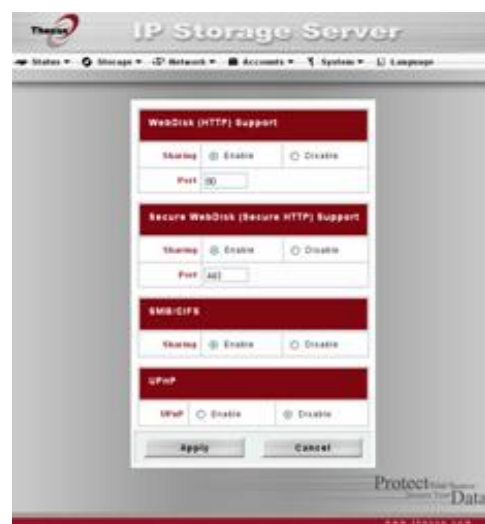 Thecus
IP Storage Server
Status Storage Network Accounts System Language
WebDisk (HTTP) Support
Sharing Enable Disable
Port 80
Secure WebDisk (Secure HTTP) Support
Sharing Enable Disable
Port
SMB/CIFS
Sharing Enable Disable
UPnP
UPnP Enable Disable
Apply Cancel
Protect
Data